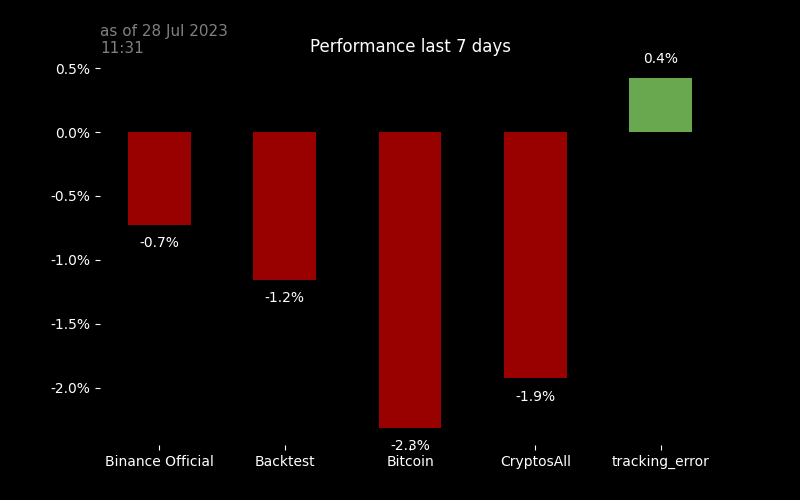 as of 28 Jul 2023
11:31
Performance last 7 days
0.4%
0.5%
0.0%
-0.5%
-0.7%
-1.0%
-1.2%
-1.5%
-1.9%
-2.0%
-2.3%
Binance Official
Backtest
Bitcoin
CryptosAll
tracking_error